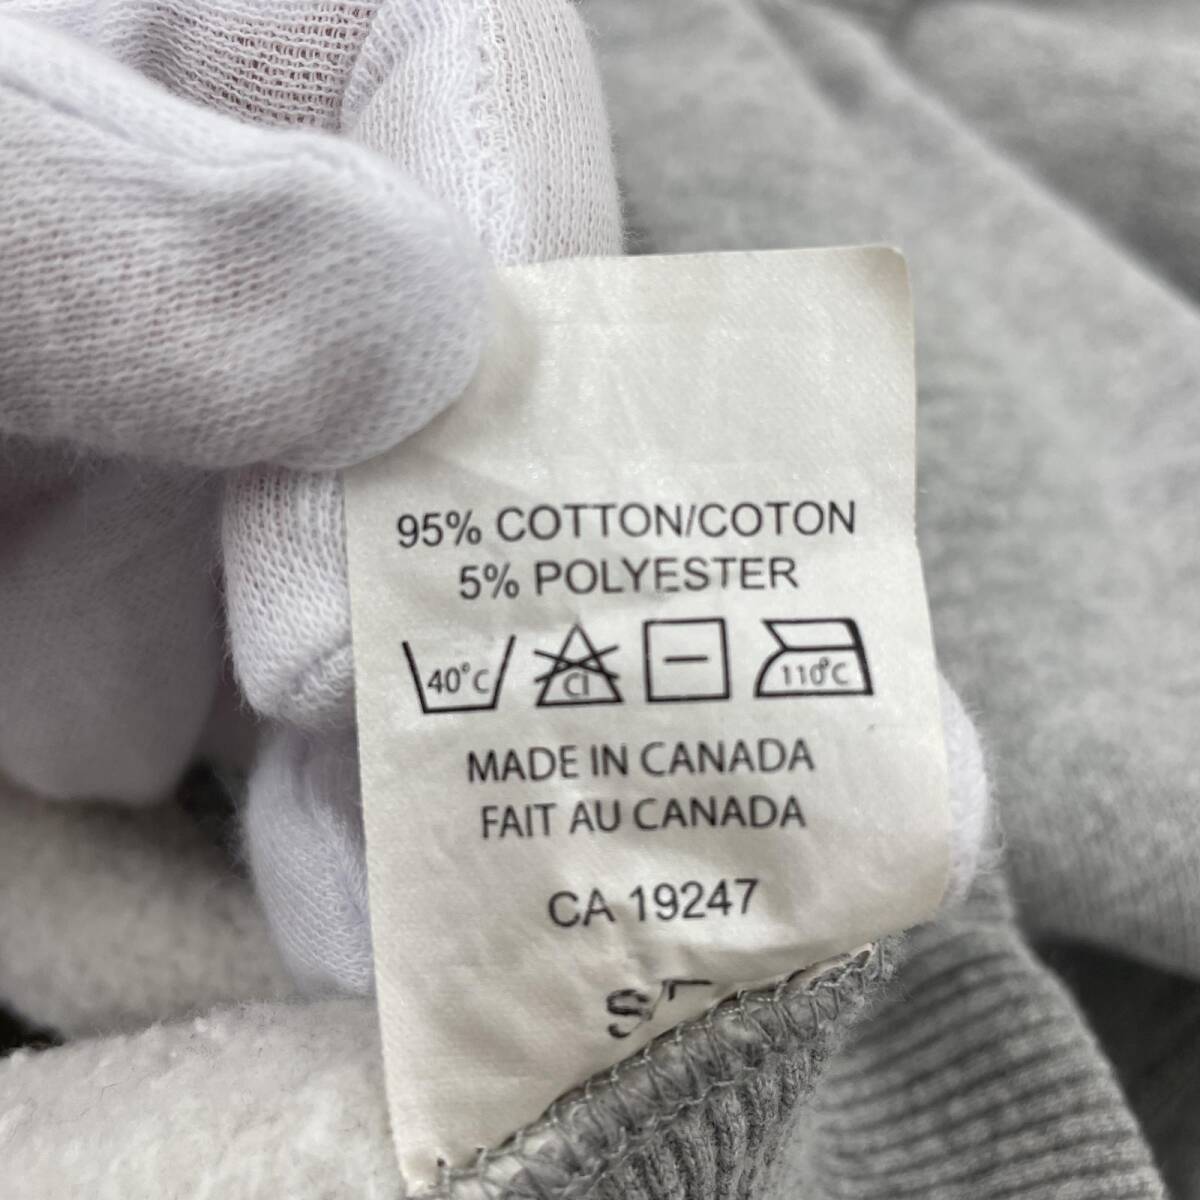 95% COTTON/COTON
5% POLYESTER
40°C Cl 110°C
MADE IN CANADA
FAIT AU CANADA
CA 19247